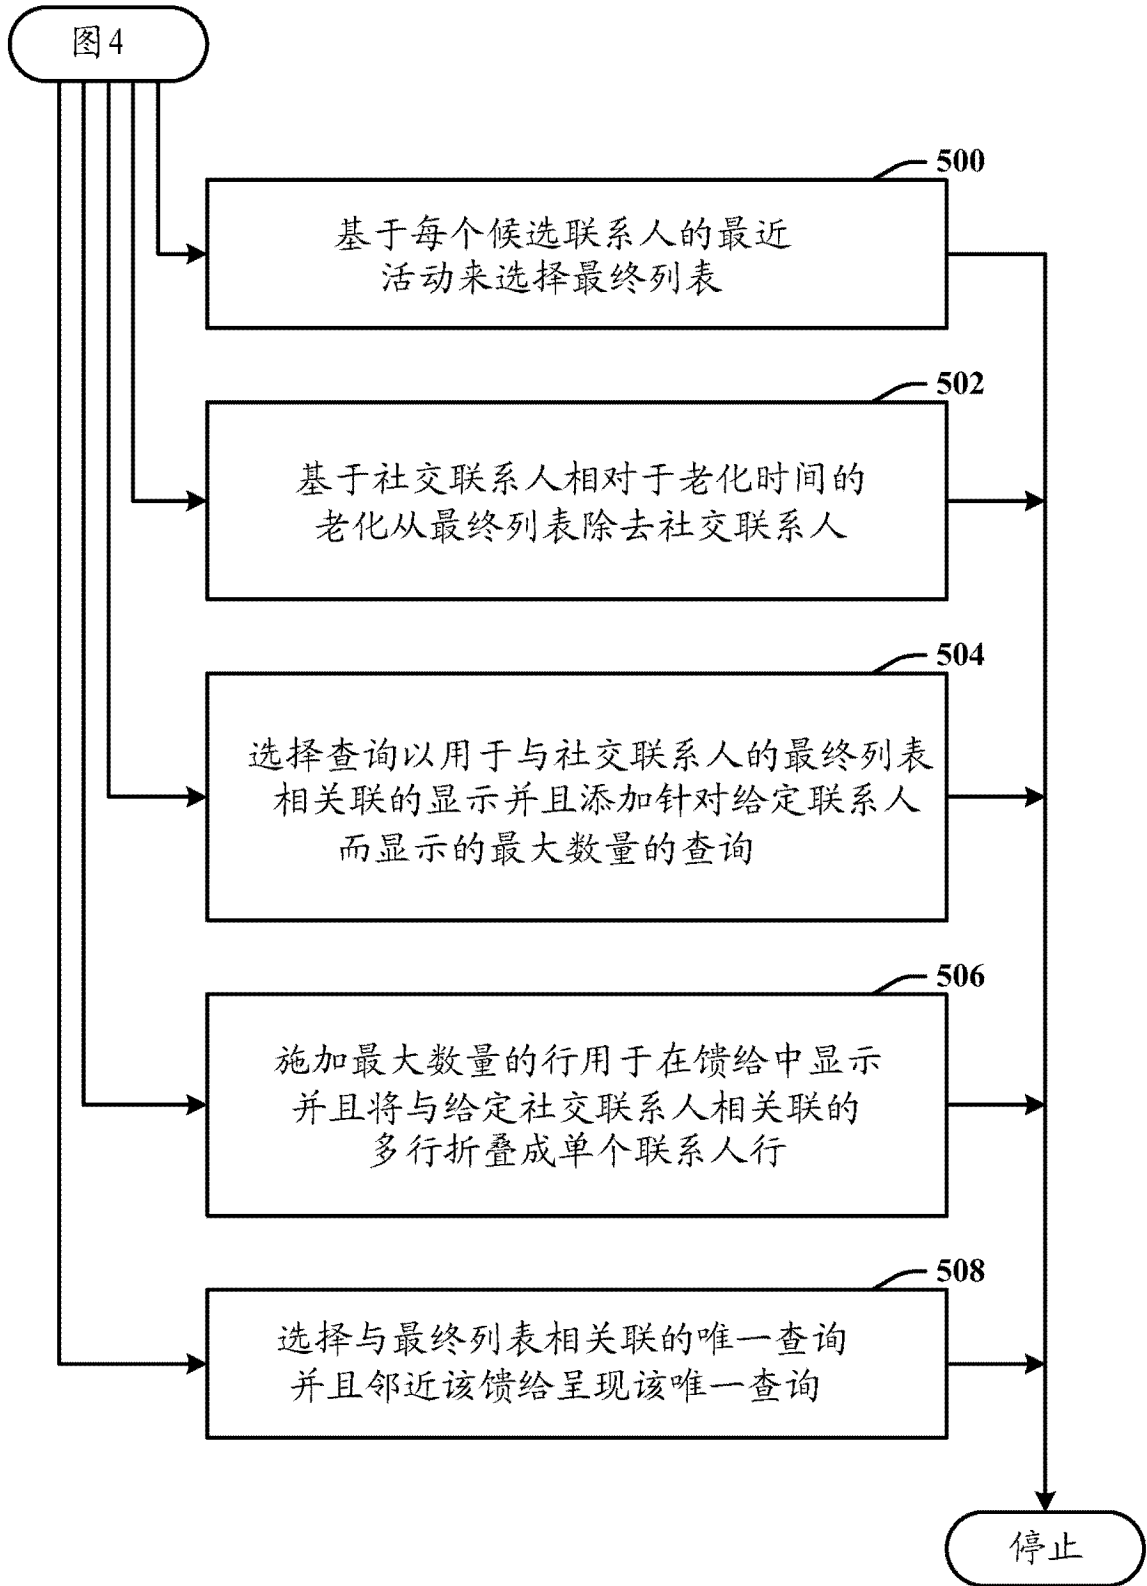 图4
500
基于每个候选联系人的最近
活动来选择最终列表
502
基于社交联系人相对于老化时间的
老化从最终列表除去社交联系人
504
选择查询以用于与社交联系人的最终列表
相关联的显示并且添加针对给定联系人
而显示的最大数量的查询
506
施加最大数量的行用于在馈给中显示
并且将与给定社交联系人相关联的
多行折叠成单个联系人行
508
选择与最终列表相关联的唯一查询
并且邻近该馈给呈现该唯一查询
停止